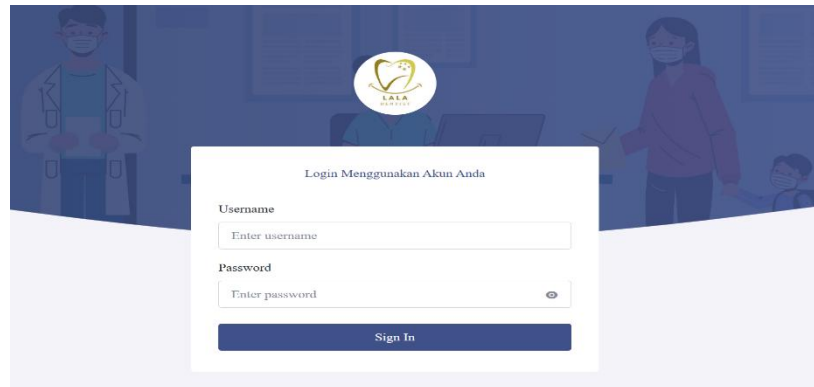 LALA
DENTIST
Login Menggunakan Akun Anda
Username
Enter username
Password
Enter password
Sign In